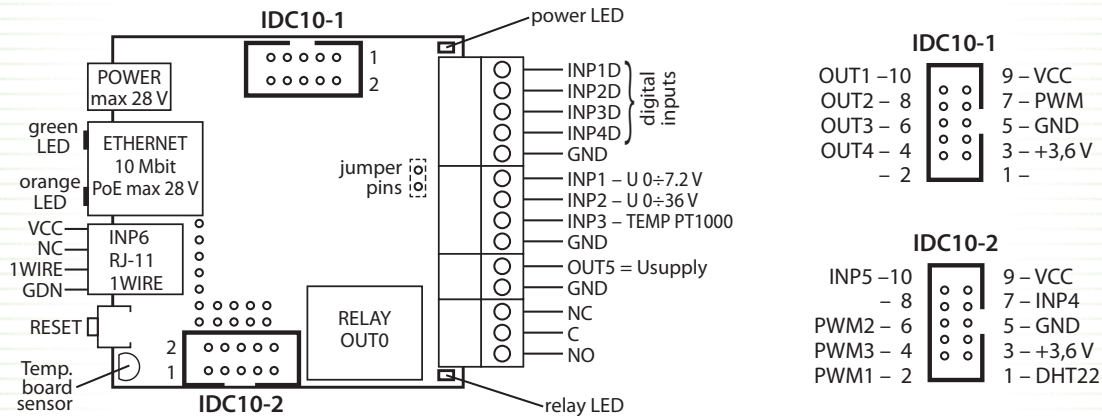 IDC10-1
power LED
POWER
max 28 V
green
LED
ETHERNET
10 Mbit
PoE max 28 V
orange
LED
VCC
NC
1WIRE
GDN
INP6
RJ-11
1WIRE
RESET
Temp.
board
sensor
1
2
jumper
pins
INP1D
INP2D
INP3D
INP4D
digital
inputs
GND
INP1 – U 0÷7.2 V
INP2 – U 0÷36 V
INP3 – TEMP PT1000
GND
OUT5 = Usupply
GND
NC
C
NO
RELAY
OUT0
2
1
IDC10-2
relay LED
IDC10-1
OUT1 –10 9 – VCC
OUT2 – 8 7 – PWM
OUT3 – 6 5 – GND
OUT4 – 4 3 – +3,6 V
– 2 1 –
IDC10-2
INP5 –10 9 – VCC
– 8 7 – INP4
PWM2 – 6 5 – GND
PWM3 – 4 3 – +3,6 V
PWM1 – 2 1 – DHT22